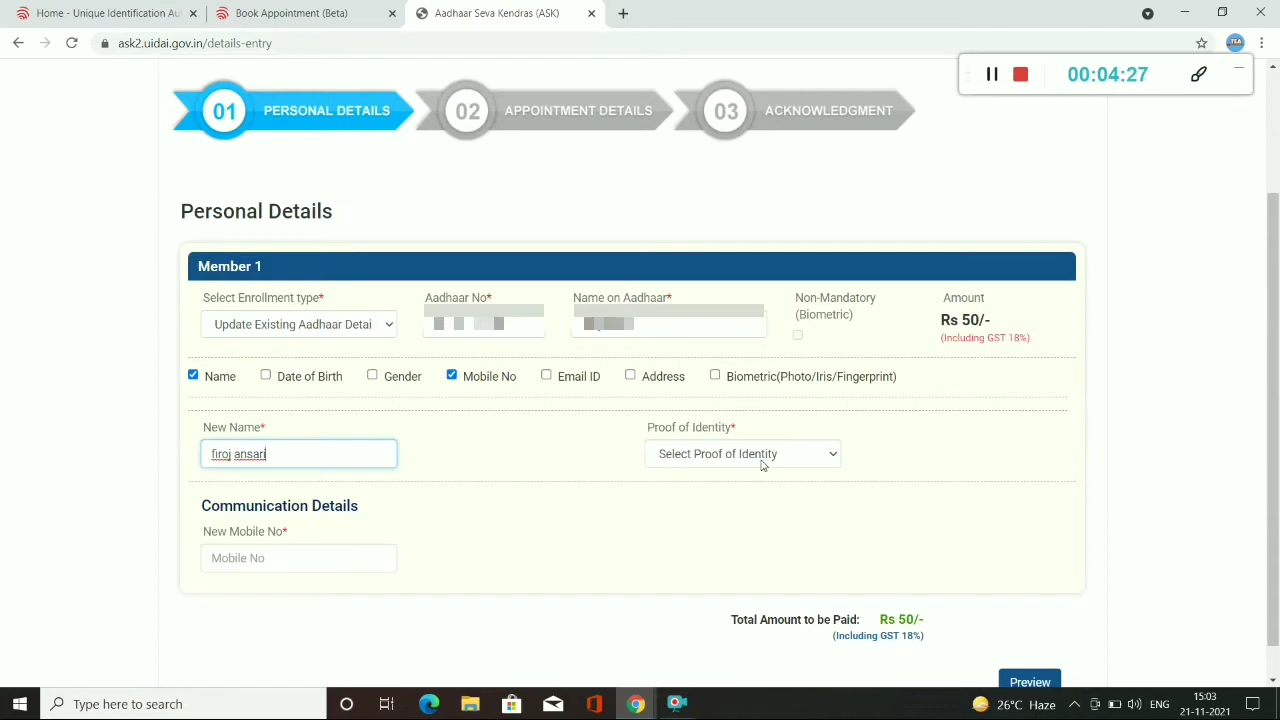 Home - Unique Identification Aut
Book Appointment (Beta)
Aadhaar Seva Kendras (ASK)
ask2.uidai.gov.in/details-entry
00:04:27
01 PERSONAL DETAILS
02 APPOINTMENT DETAILS
03 ACKNOWLEDGMENT
Personal Details
Member 1
Select Enrollment type*
Aadhaar No*
Name on Aadhaar*
Non-Mandatory
(Biometric)
Amount
Update Existing Aadhaar Detai
Rs 50/-
(Including GST 18%)
Name
Date of Birth
Gender
Mobile No
Email ID
Address
Biometric(Photo/Iris/Fingerprint)
New Name*
Proof of Identity*
firoj ansari
Select Proof of Identity
Communication Details
New Mobile No*
Mobile No
Total Amount to be Paid: Rs 50/-
(Including GST 18%)
Preview
Type here to search
26°C Haze
ENG
15:03
21-11-2021